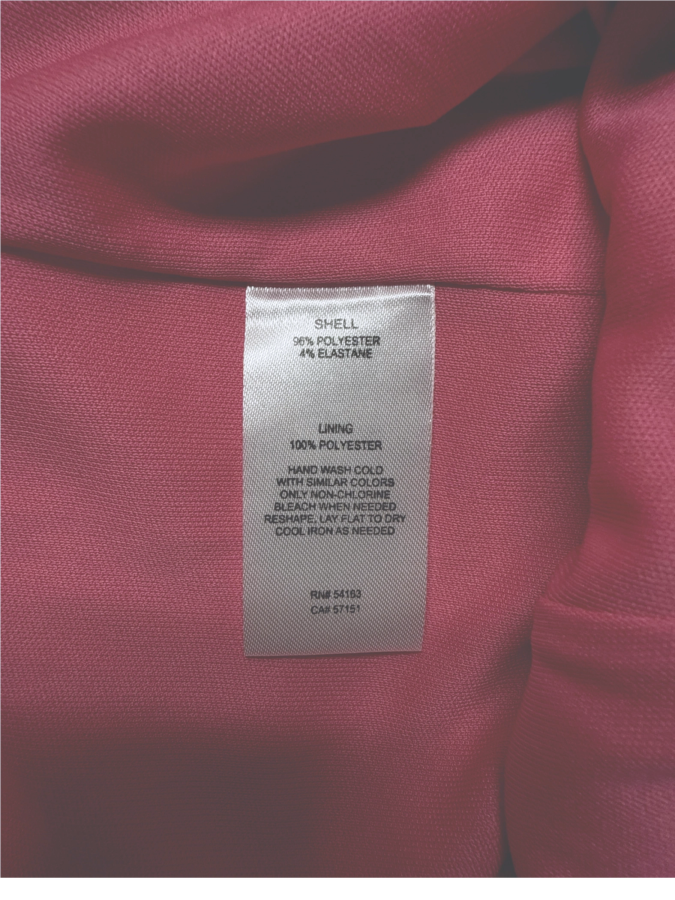 SHELL
96% POLYESTER
4% ELASTANE
LINING
100% POLYESTER
HAND WASH COLD
WITH SIMILAR COLORS
ONLY NON-CHLORINE
BLEACH WHEN NEEDED
RESHAPE, LAY FLAT TO DRY
COOL IRON AS NEEDED
RN# 54163
CA# 57151